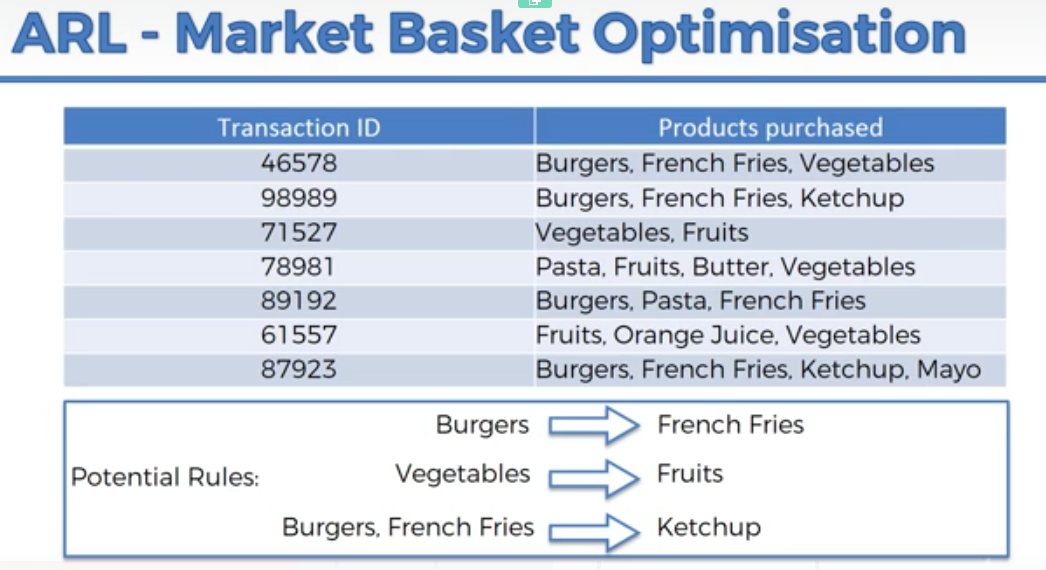 ARL - Market Basket Optimisation
Transaction ID Products purchased
46578 Burgers, French Fries, Vegetables
98989 Burgers, French Fries, Ketchup
71527 Vegetables, Fruits
78981 Pasta, Fruits, Butter, Vegetables
89192 Burgers, Pasta, French Fries
61557 Fruits, Orange Juice, Vegetables
87923 Burgers, French Fries, Ketchup, Mayo
Potential Rules:
Burgers French Fries
Vegetables Fruits
Burgers, French Fries Ketchup